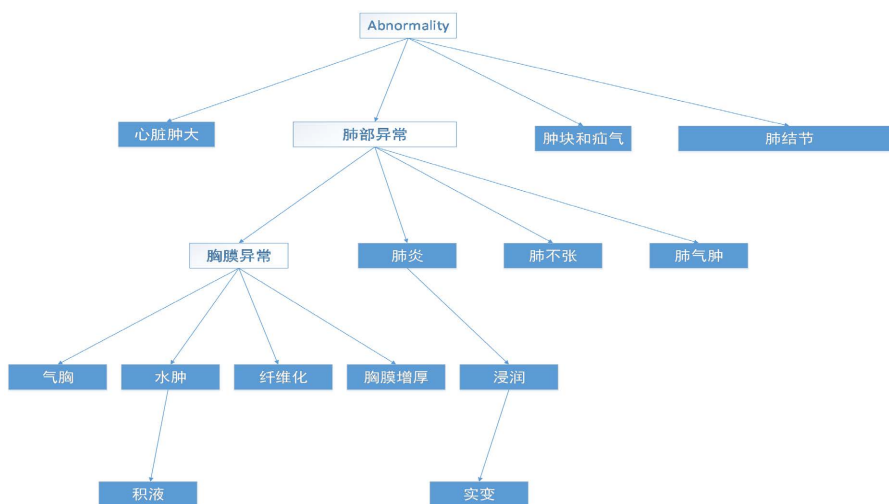 Abnormality
心脏肿大
肺部异常
肿块和疝气
肺结节
胸膜异常
肺炎
肺不张
肺气肿
气胸
水肿
纤维化
胸膜增厚
浸润
积液
实变